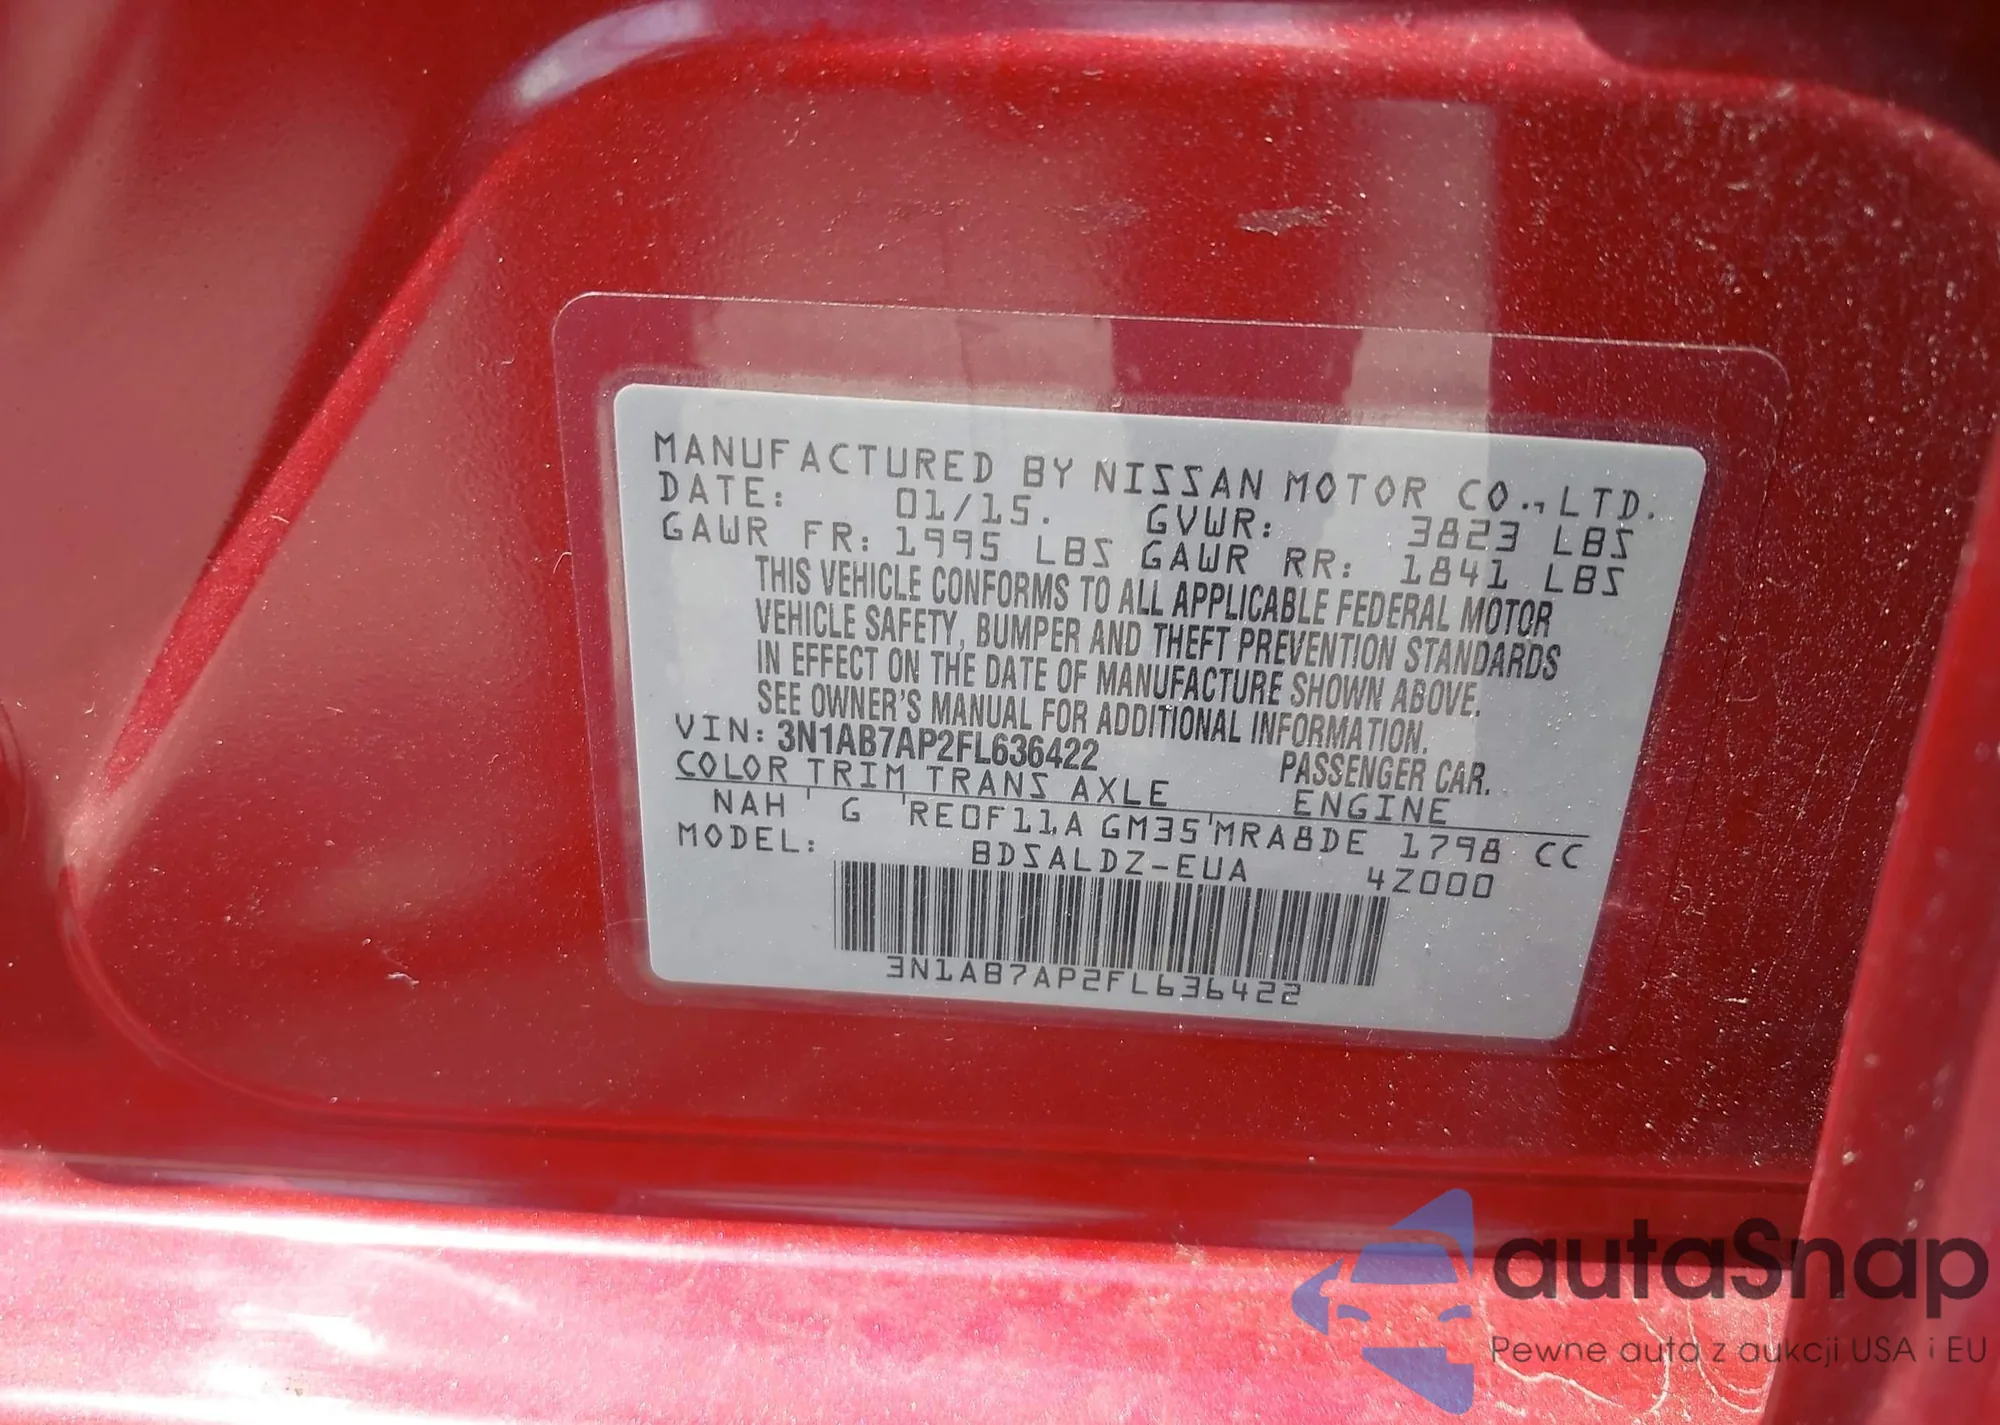 MANUFACTURED BY NISSAN MOTOR CO.,LTD.
DATE: 01/15. GVWR: 3823 LBS
GAWR FR: 1995 LBS GAWR RR: 1841 LBS
THIS VEHICLE CONFORMS TO ALL APPLICABLE FEDERAL MOTOR
VEHICLE SAFETY, BUMPER AND THEFT PREVENTION STANDARDS
IN EFFECT ON THE DATE OF MANUFACTURE SHOWN ABOVE.
SEE OWNER'S MANUAL FOR ADDITIONAL INFORMATION.
VIN: 3N1AB7AP2FL636422 PASSENGER CAR.
COLOR TRIM TRANS AXLE ENGINE
NAH G RE0F11A GM35 MRA8DE 1798 CC
MODEL: BDSALDZ-EUA 4Z000
3N1AB7AP2FL636422
autaSnap
Pewne auta z aukcji USA i EU